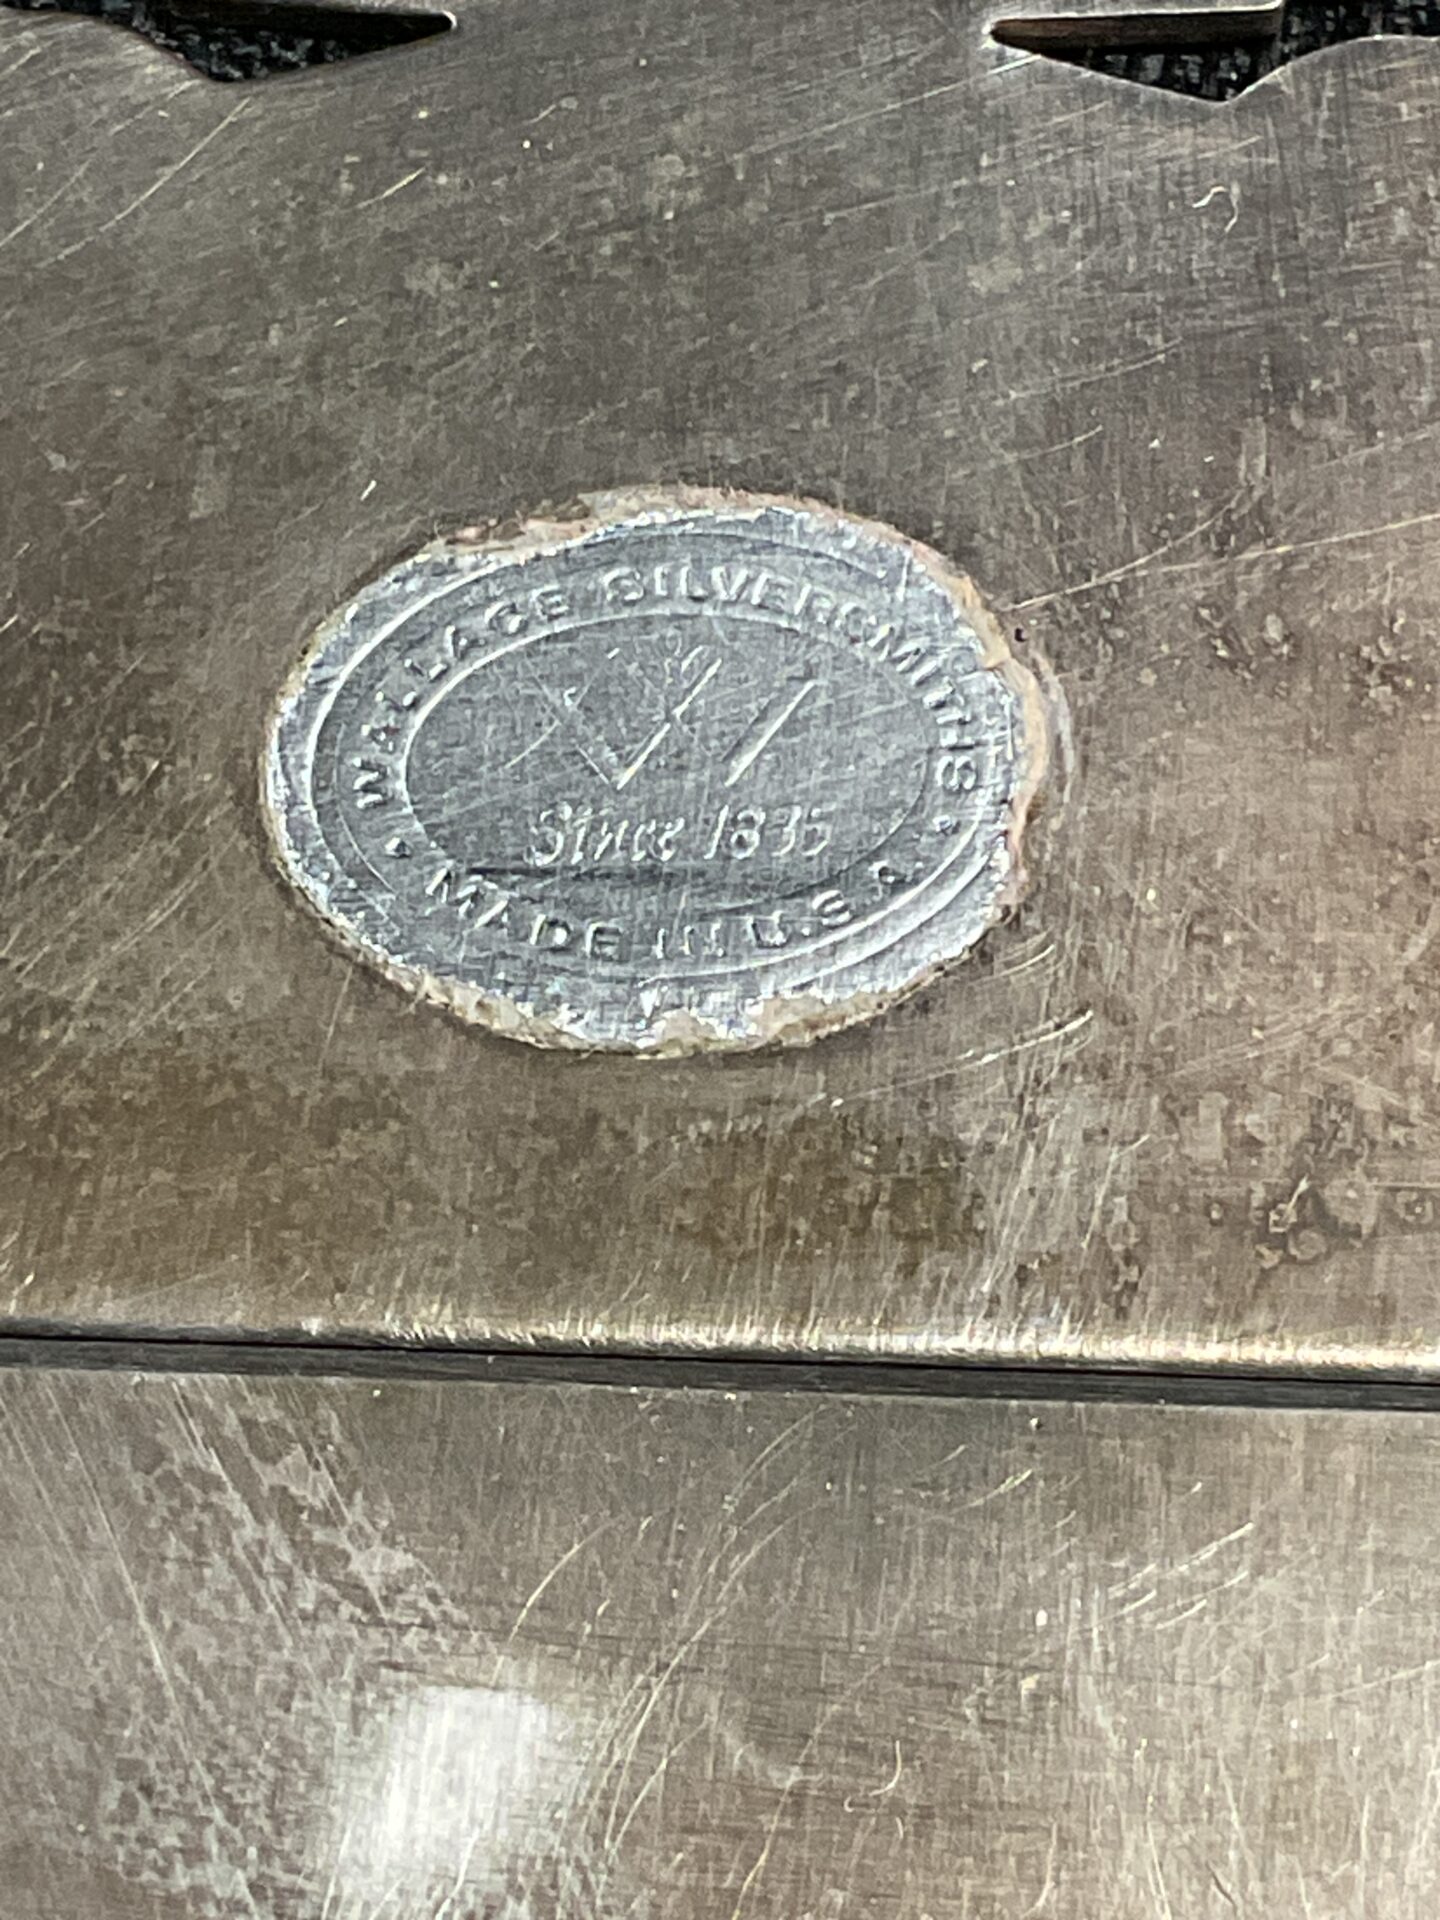 WALLACE SILVERSMITHS
W
Since 1835
• MADE IN U.S.A. •